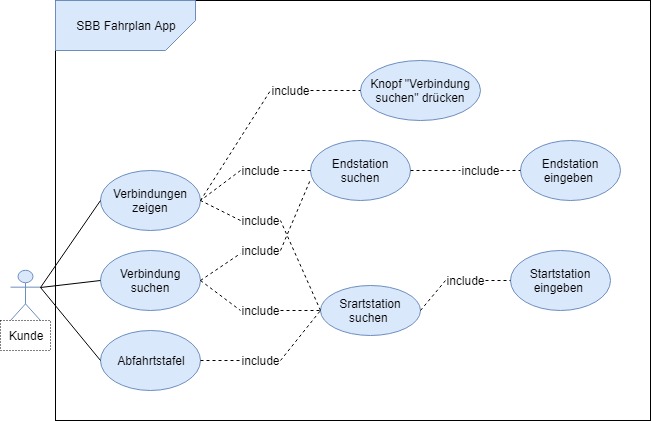 SBB Fahrplan App
include
Knopf "Verbindung
suchen" drücken
Verbindungen
zeigen
include
Endstation
suchen
include
Endstation
eingeben
include
include
Verbindung
suchen
include
Srartstation
suchen
include
Startstation
eingeben
Kunde
Abfahrtstafel
include